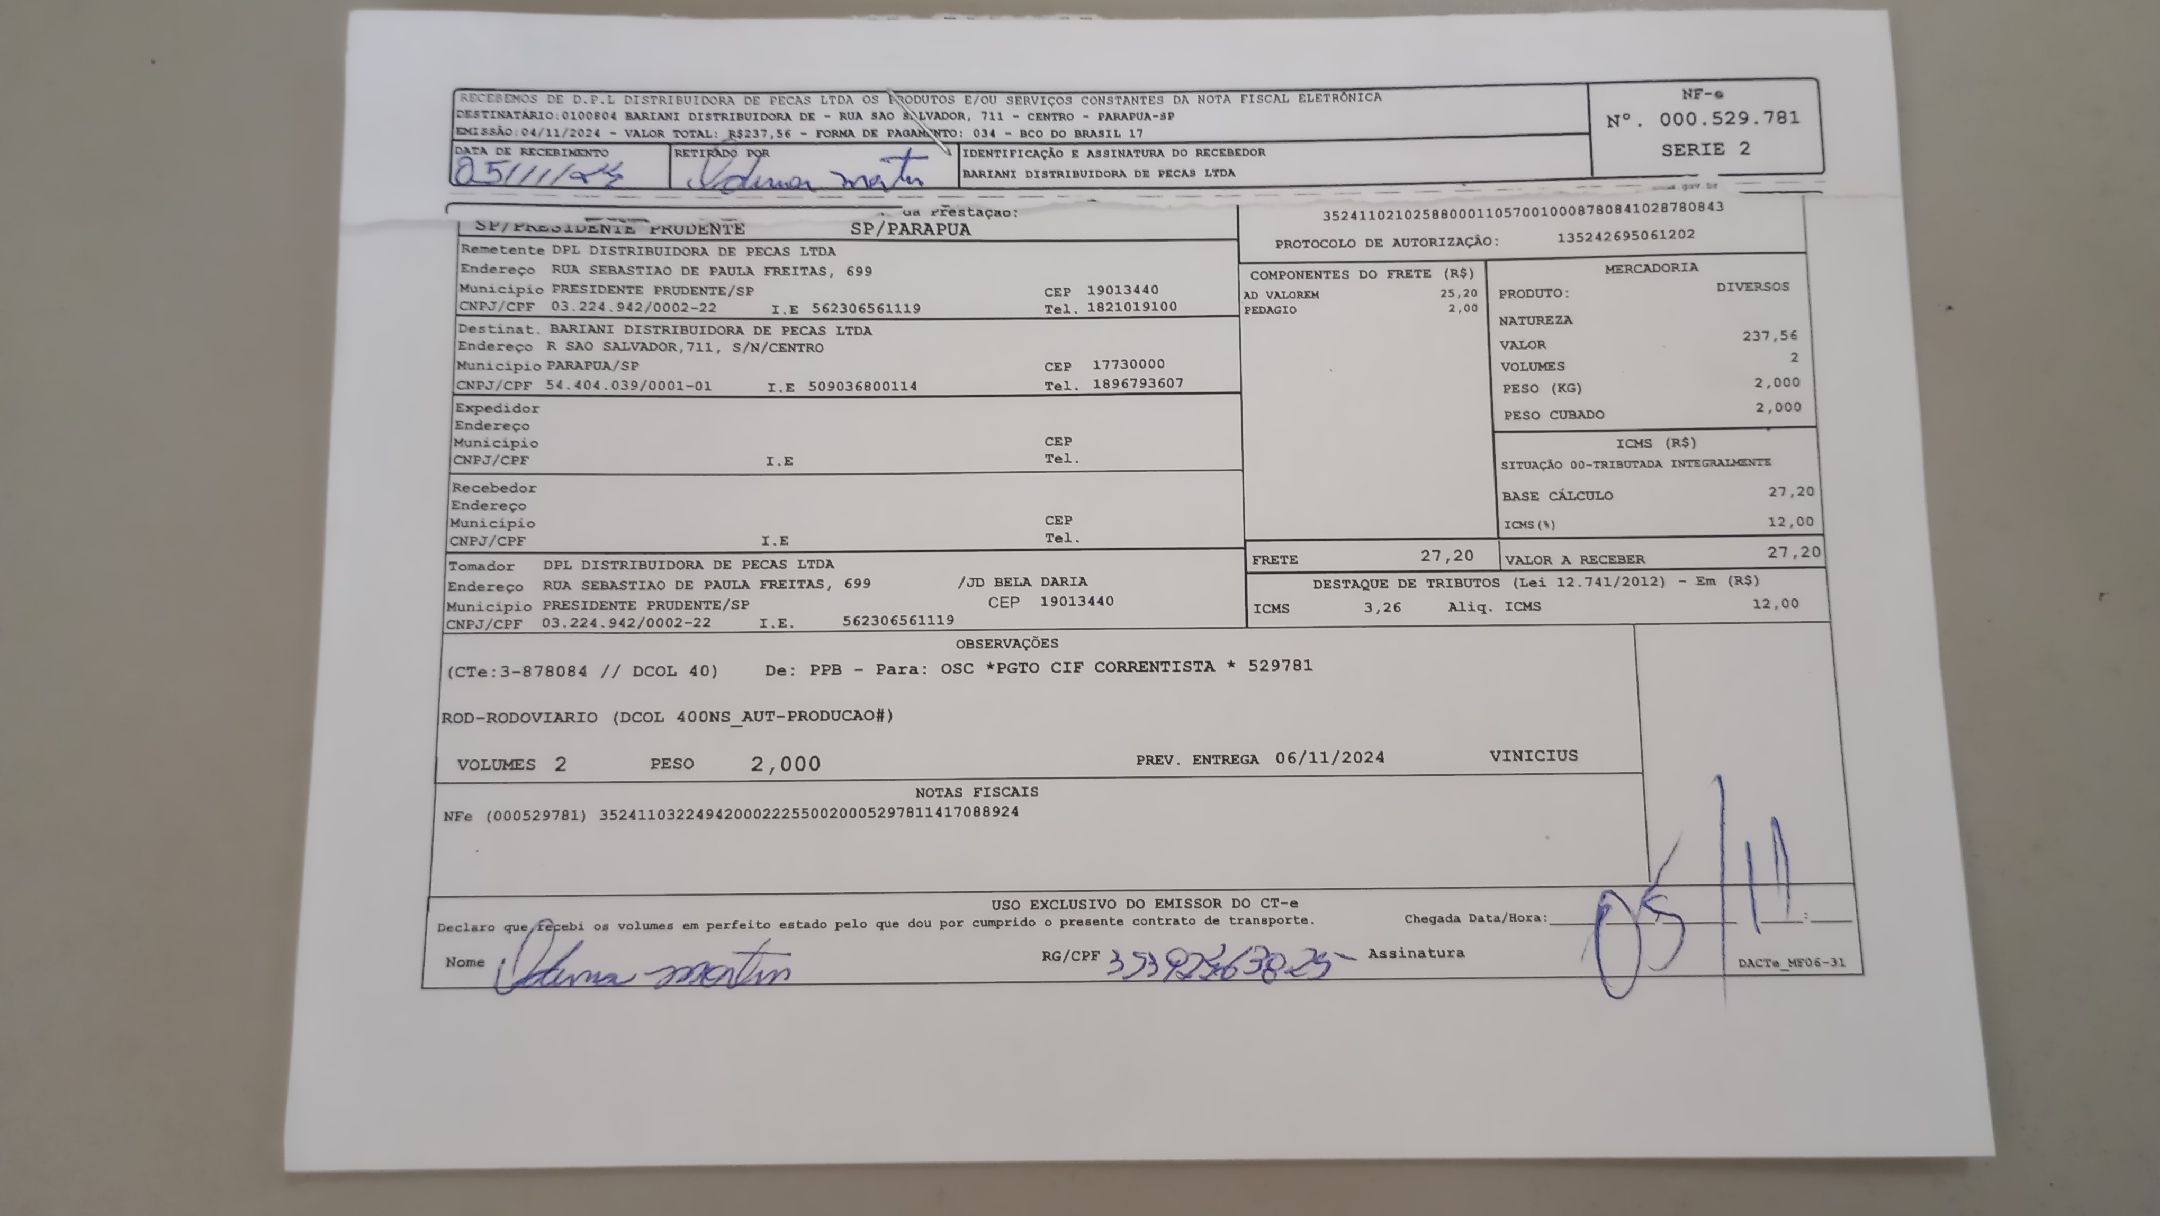 RECEBEMOS DE D.P.L DISTRIBUIDORA DE PECAS LTDA OS PRODUTOS E/OU SERVIÇOS CONSTANTES DA NOTA FISCAL ELETRÔNICA
DESTINATÁRIO:0100804 BARIANI DISTRIBUIDORA DE - RUA SAO SALVADOR, 711 - CENTRO - PARAPUA-SP
EMISSÃO:04/11/2024 - VALOR TOTAL: R$237,56 - FORMA DE PAGAMENTO: 034 - BCO DO BRASIL 17
NF-e
Nº. 000.529.781
SERIE 2
DATA DE RECEBIMENTO
05/11/24
RETIRADO POR
IDENTIFICAÇÃO E ASSINATURA DO RECEBEDOR
BARIANI DISTRIBUIDORA DE PECAS LTDA
.gov.br
da Prestação:
SP/PRESIDENTE PRUDENTE SP/PARAPUA
Remetente DPL DISTRIBUIDORA DE PECAS LTDA
Endereço RUA SEBASTIAO DE PAULA FREITAS, 699
Município PRESIDENTE PRUDENTE/SP CEP 19013440
CNPJ/CPF 03.224.942/0002-22 I.E 562306561119 Tel. 1821019100
Destinat. BARIANI DISTRIBUIDORA DE PECAS LTDA
Endereço R SAO SALVADOR,711, S/N/CENTRO
Município PARAPUA/SP CEP 17730000
CNPJ/CPF 54.404.039/0001-01 I.E 509036800114 Tel. 1896793607
Expedidor
Endereço
Município CEP
CNPJ/CPF I.E Tel.
Recebedor
Endereço
Município CEP
CNPJ/CPF I.E Tel.
Tomador DPL DISTRIBUIDORA DE PECAS LTDA
Endereço RUA SEBASTIAO DE PAULA FREITAS, 699 /JD BELA DARIA
Município PRESIDENTE PRUDENTE/SP CEP 19013440
CNPJ/CPF 03.224.942/0002-22 I.E. 562306561119
35241102102588000110570010008780841028780843
PROTOCOLO DE AUTORIZAÇÃO: 135242695061202
COMPONENTES DO FRETE (R$)
AD VALOREM 25,20
PEDAGIO 2,00
MERCADORIA
PRODUTO: DIVERSOS
NATUREZA
VALOR 237,56
VOLUMES 2
PESO (KG) 2,000
PESO CUBADO 2,000
ICMS (R$)
SITUAÇÃO 00-TRIBUTADA INTEGRALMENTE
BASE CÁLCULO 27,20
ICMS(%) 12,00
FRETE 27,20 VALOR A RECEBER 27,20
DESTAQUE DE TRIBUTOS (Lei 12.741/2012) - Em (R$)
ICMS 3,26 Aliq. ICMS 12,00
OBSERVAÇÕES
(CTe:3-878084 // DCOL 40) De: PPB - Para: OSC *PGTO CIF CORRENTISTA * 529781
ROD-RODOVIARIO (DCOL 400NS_AUT-PRODUCAO#)
VOLUMES 2 PESO 2,000 PREV. ENTREGA 06/11/2024 VINICIUS
NOTAS FISCAIS
NFe (000529781) 35241103224942000222550020005297811417088924
USO EXCLUSIVO DO EMISSOR DO CT-e
Declaro que recebi os volumes em perfeito estado pelo que dou por cumprido o presente contrato de transporte. Chegada Data/Hora: 05/11 :
Nome RG/CPF Assinatura
DACTe_MF06-31